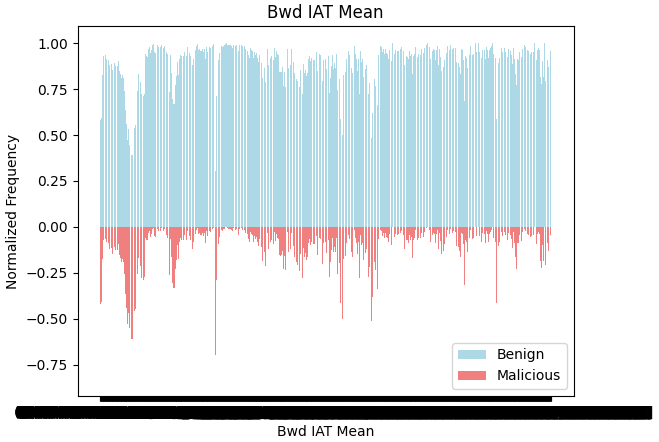 Bwd IAT Mean
1.00
0.75
0.50
0.25
0.00
−0.25
−0.50
−0.75
Normalized Frequency
Benign
Malicious
Bwd IAT Mean